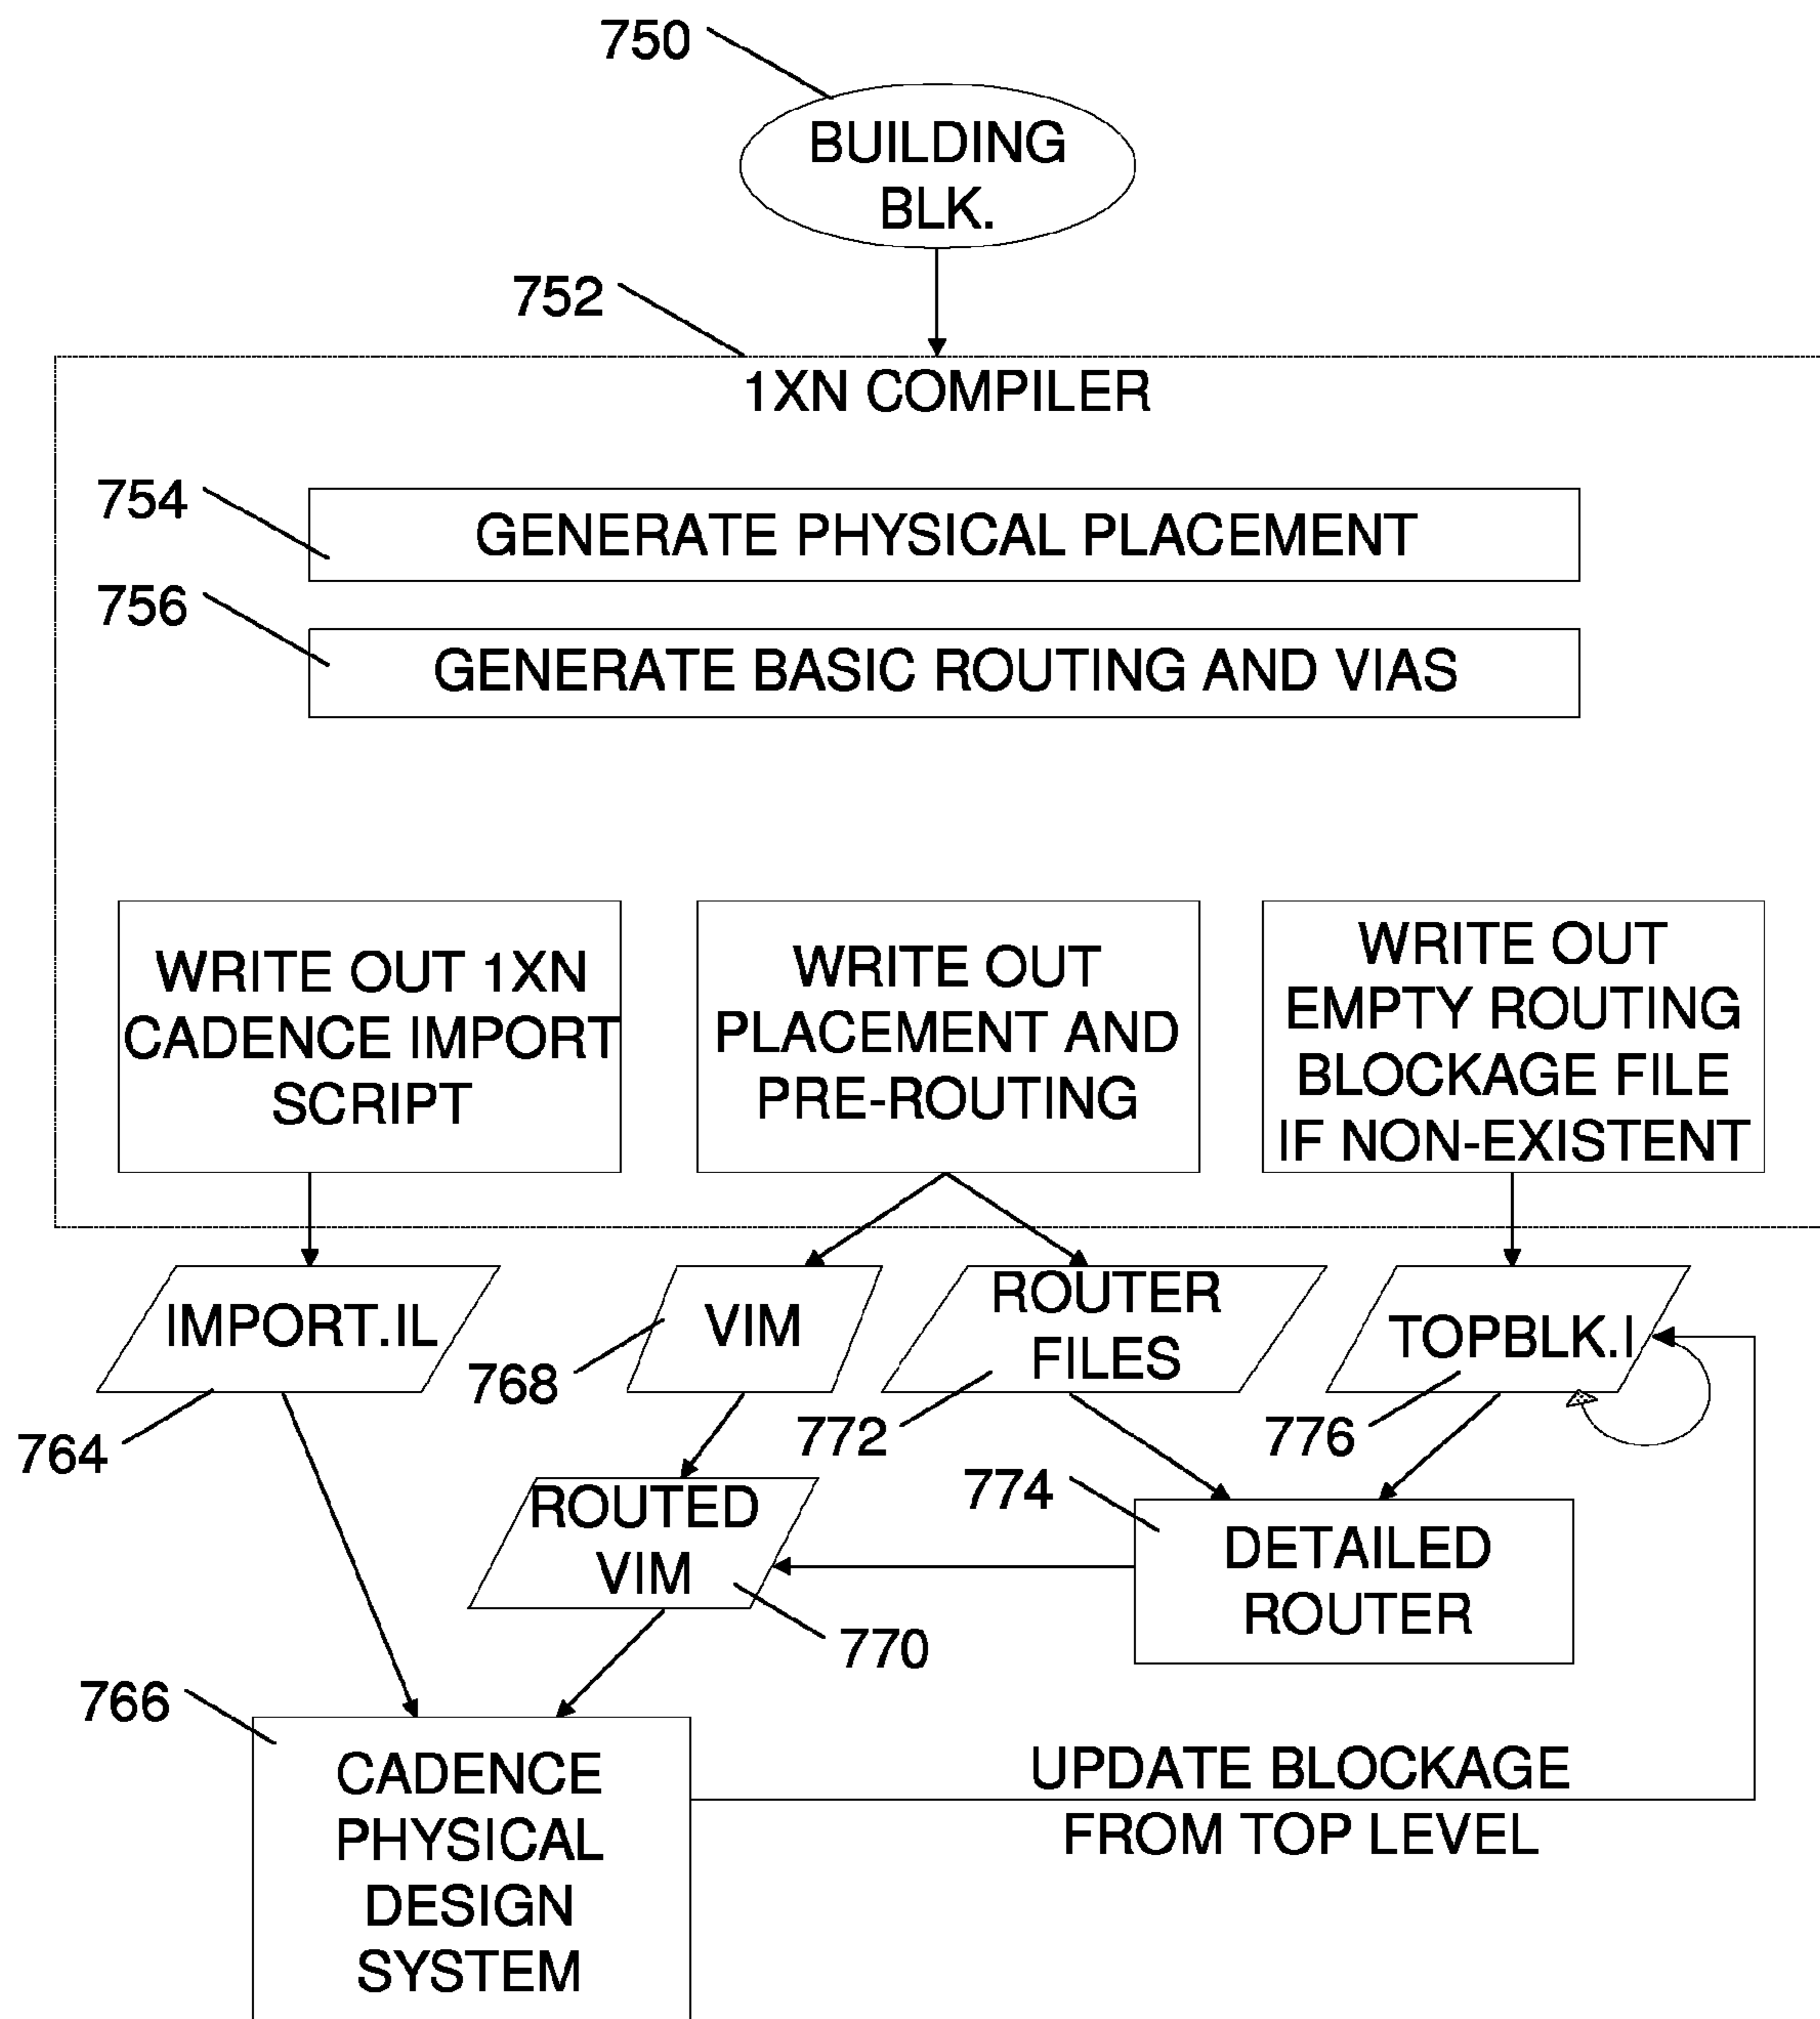 750
BUILDING
BLK.
752
1XN COMPILER
754
GENERATE PHYSICAL PLACEMENT
756
GENERATE BASIC ROUTING AND VIAS
WRITE OUT 1XN
CADENCE IMPORT
SCRIPT
WRITE OUT
PLACEMENT AND
PRE-ROUTING
WRITE OUT
EMPTY ROUTING
BLOCKAGE FILE
IF NON-EXISTENT
IMPORT.IL
764
VIM
768
ROUTER
FILES
772
TOPBLK.I
776
ROUTED
VIM
770
774
DETAILED
ROUTER
766
CADENCE
PHYSICAL
DESIGN
SYSTEM
UPDATE BLOCKAGE
FROM TOP LEVEL